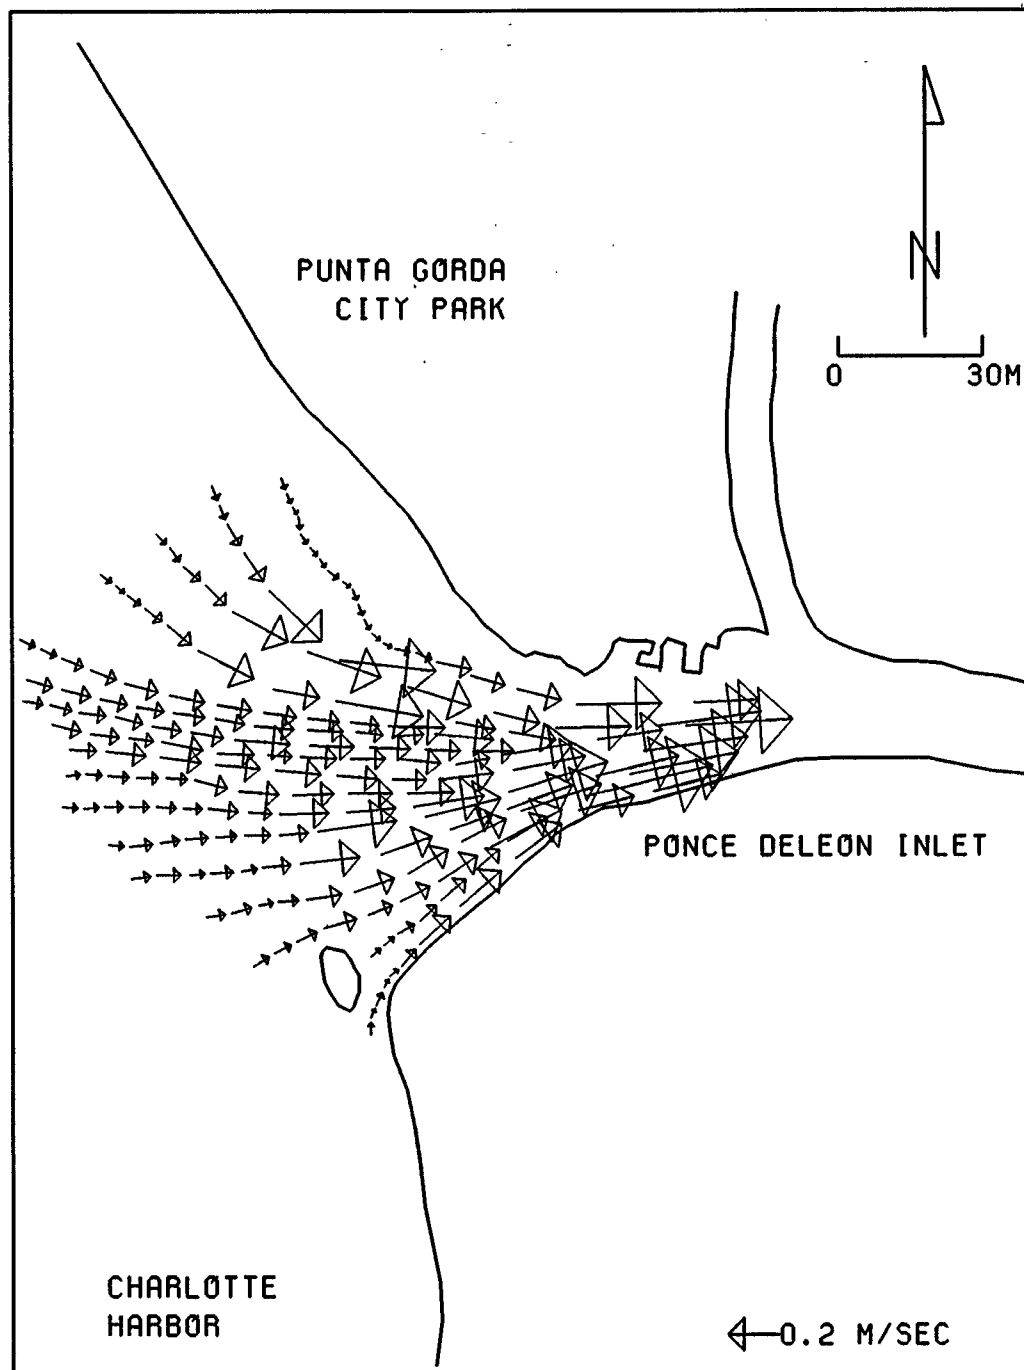 PUNTA GORDA
CITY PARK
N
0 30M
PONCE DELEON INLET
CHARLOTTE
HARBOR
0.2 M/SEC